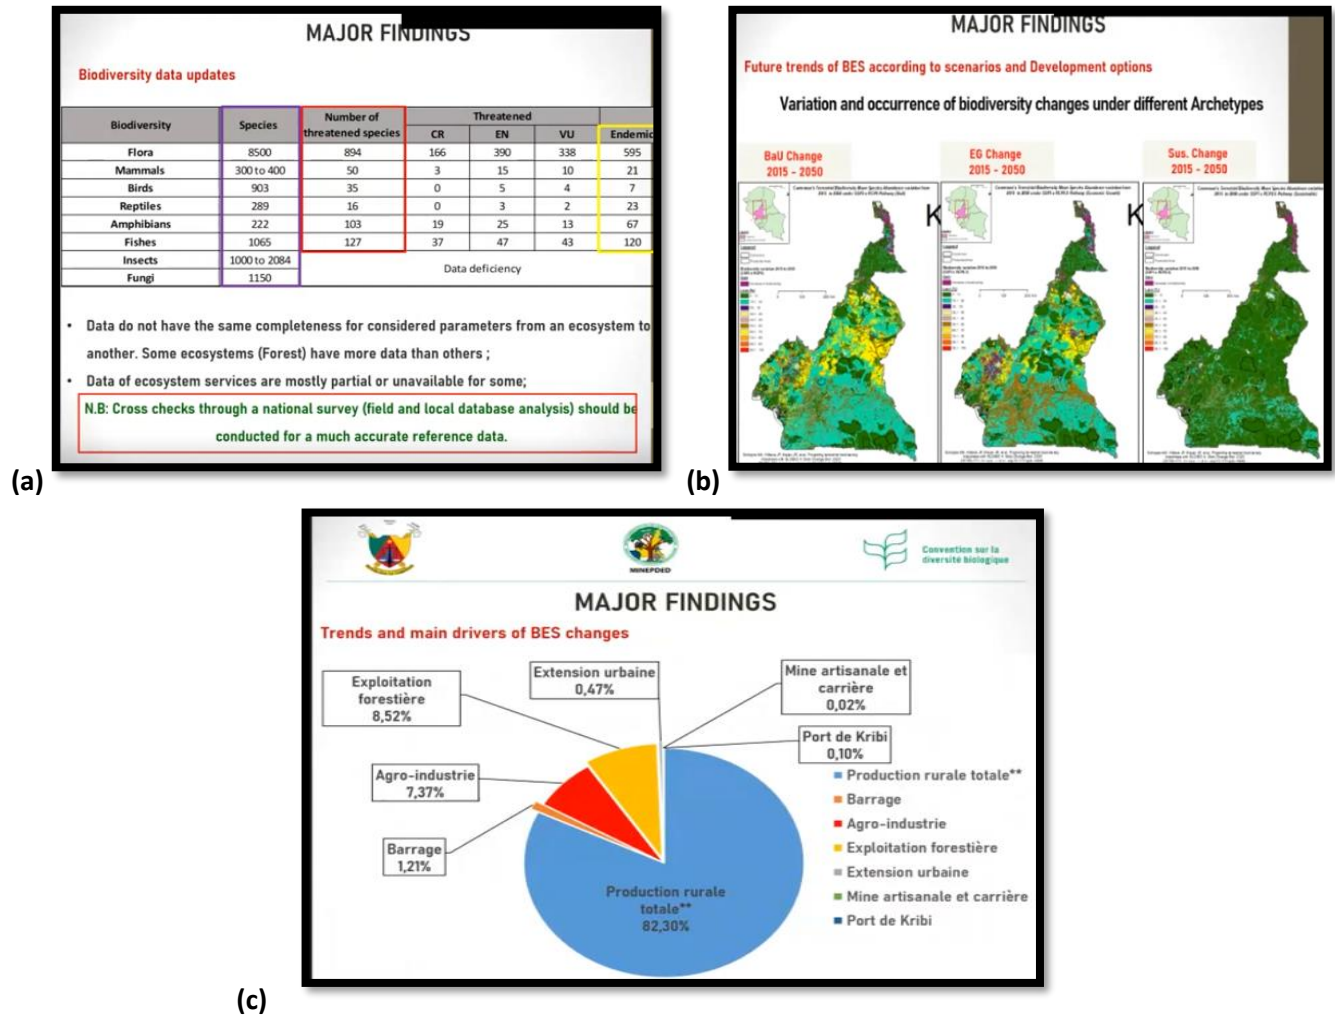 MAJOR FINDINGS
Biodiversity data updates
Biodiversity Species Number of threatened species Threatened Endemic
CR EN VU
Flora 8500 894 166 390 338 595
Mammals 300 to 400 50 3 15 10 21
Birds 903 35 0 5 4 7
Reptiles 289 16 0 3 2 23
Amphibians 222 103 19 25 13 67
Fishes 1065 127 37 47 43 120
Insects 1000 to 2084
Data deficiency
Fungi 1150
• Data do not have the same completeness for considered parameters from an ecosystem to
another. Some ecosystems (Forest) have more data than others ;
• Data of ecosystem services are mostly partial or unavailable for some;
N.B: Cross checks through a national survey (field and local database analysis) should be
conducted for a much accurate reference data.
(a)
MAJOR FINDINGS
Future trends of BES according to scenarios and Development options
Variation and occurrence of biodiversity changes under different Archetypes
BaU Change
2015 - 2050
EG Change
2015 - 2050
Sus. Change
2015 - 2050
K
K
(b)
MINEPDED
Convention sur la
diversité biologique
MAJOR FINDINGS
Trends and main drivers of BES changes
Exploitation
forestière
8,52%
Extension urbaine
0,47%
Mine artisanale et
carrière
0,02%
Port de Kribi
0,10%
Agro-industrie
7,37%
Barrage
1,21%
Production rurale
totale**
82,30%
Production rurale totale**
Barrage
Agro-industrie
Exploitation forestière
Extension urbaine
Mine artisanale et carrière
Port de Kribi
(c)